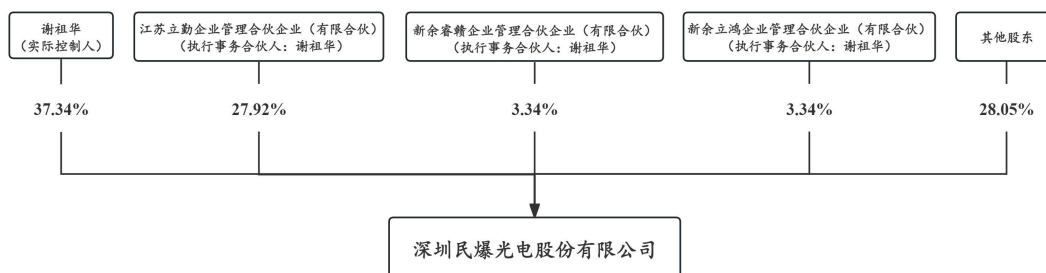 谢祖华
（实际控制人）
江苏立勤企业管理合伙企业（有限合伙）
（执行事务合伙人：谢祖华）
新余睿赣企业管理合伙企业（有限合伙）
（执行事务合伙人：谢祖华）
新余立鸿企业管理合伙企业（有限合伙）
（执行事务合伙人：谢祖华）
其他股东
37.34%
27.92%
3.34%
3.34%
28.05%
深圳民爆光电股份有限公司